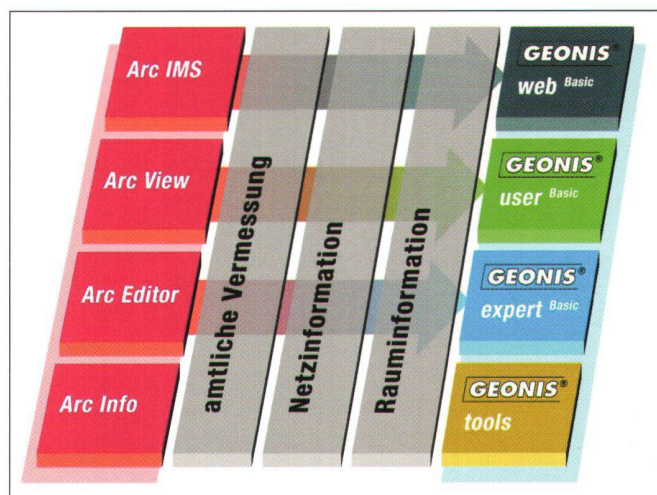 Arc IMS
Arc View
Arc Editor
Arc Info
amtliche Vermessung
Netzinformation
Rauminformation
GEONIS®
web Basic
GEONIS®
user Basic
GEONIS®
expert Basic
GEONIS®
tools